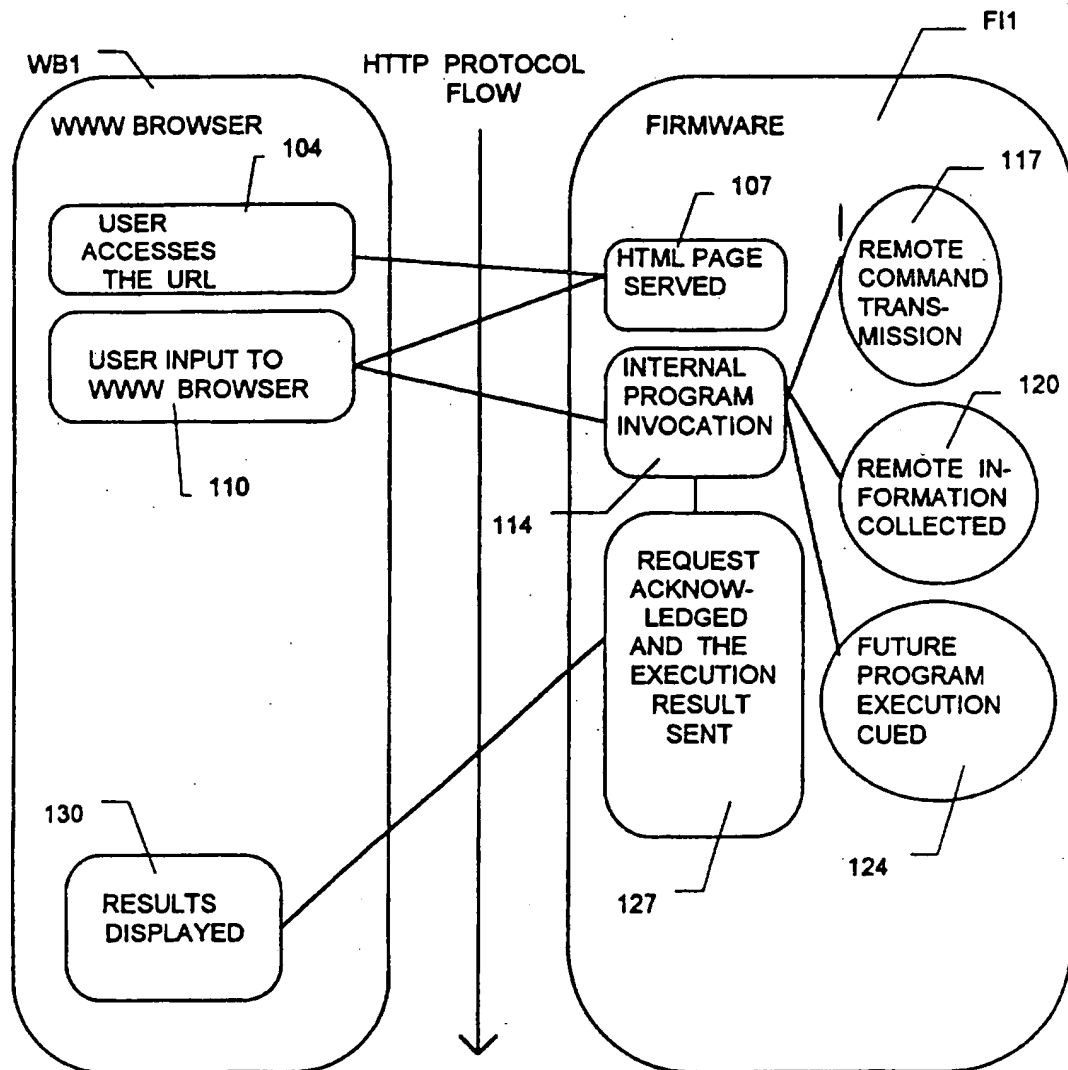 FI1
WB1
HTTP PROTOCOL
FLOW
WWW BROWSER
FIRMWARE
104
107
117
USER
ACCESSES
THE URL
HTML PAGE
SERVED
REMOTE
COMMAND
TRANS-
MISSION
USER INPUT TO
WWW BROWSER
INTERNAL
PROGRAM
INVOCATION
120
110
114
REMOTE IN-
FORMATION
COLLECTED
REQUEST
ACKNOW-
LEDGED
AND THE
EXECUTION
RESULT
SENT
FUTURE
PROGRAM
EXECUTION
CUED
130
127
124
RESULTS
DISPLAYED